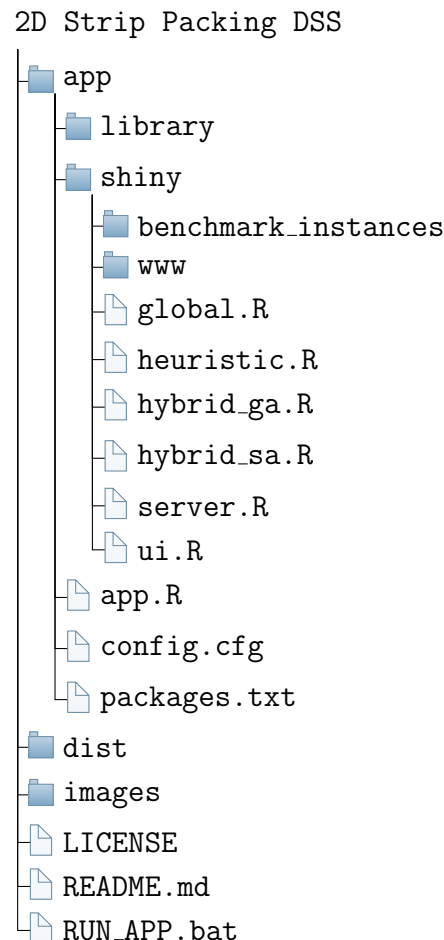 2D Strip Packing DSS
app
library
shiny
benchmark_instances
www
global.R
heuristic.R
hybrid_ga.R
hybrid_sa.R
server.R
ui.R
app.R
config.cfg
packages.txt
dist
images
LICENSE
README.md
RUN_APP.bat